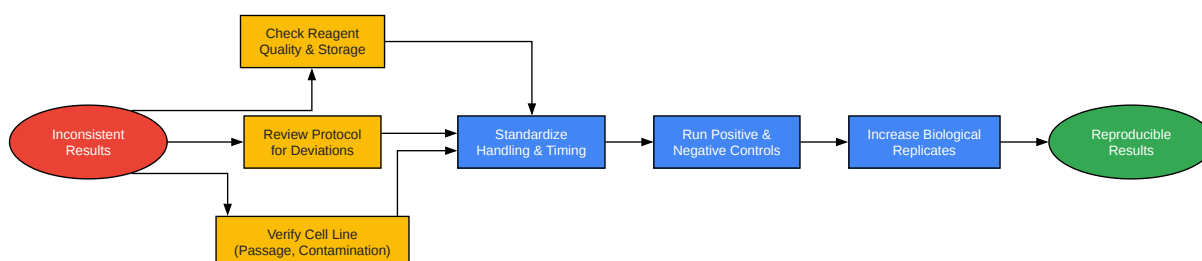 Check Reagent
Quality & Storage
Inconsistent
Results
Review Protocol
for Deviations
Standardize
Handling & Timing
Run Positive &
Negative Controls
Increase Biological
Replicates
Reproducible
Results
Verify Cell Line
(Passage, Contamination)